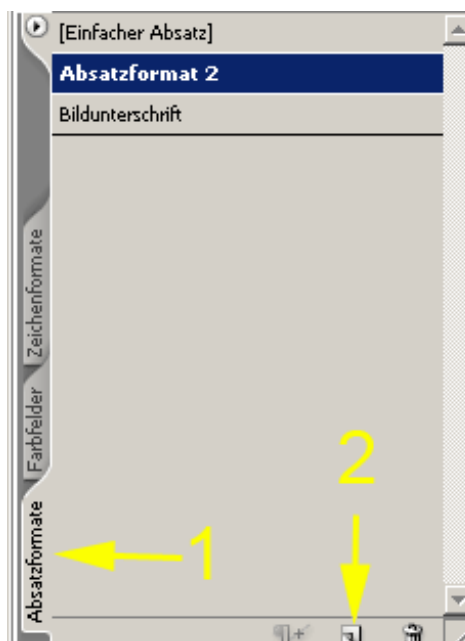 [Einfacher Absatz]
Absatzformat 2
Bildunterschrift
Zeichenformate
Farbfelder
Absatzformate
1
2